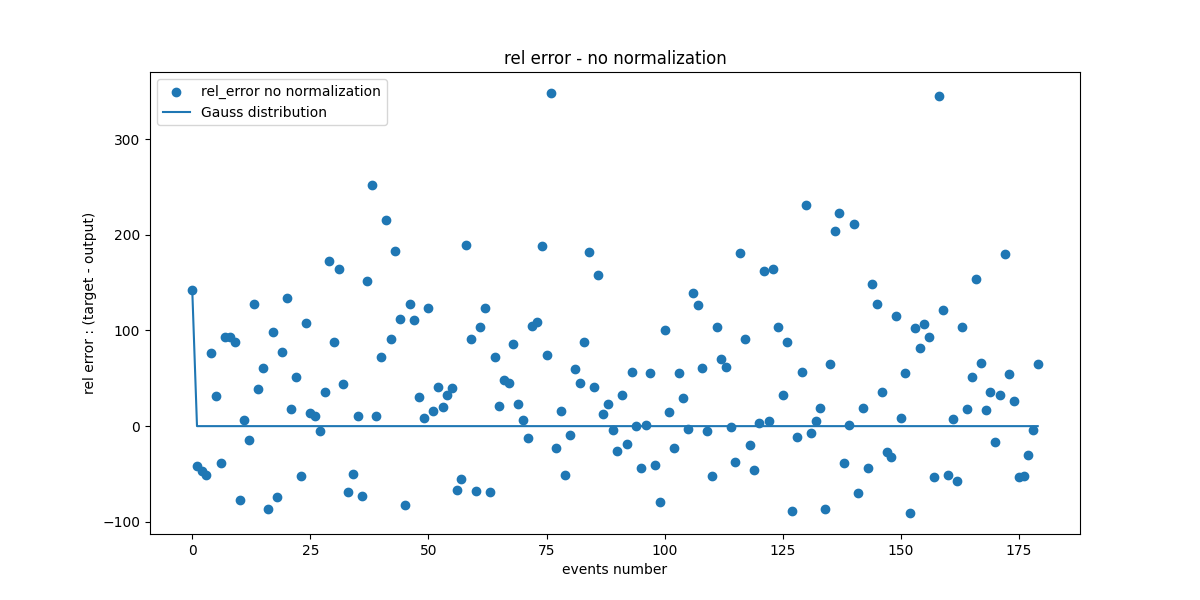 rel error - no normalization
rel_error no normalization
Gauss distribution
rel error : (target - output)
300
200
100
0
−100
0 25 50 75 100 125 150 175
events number